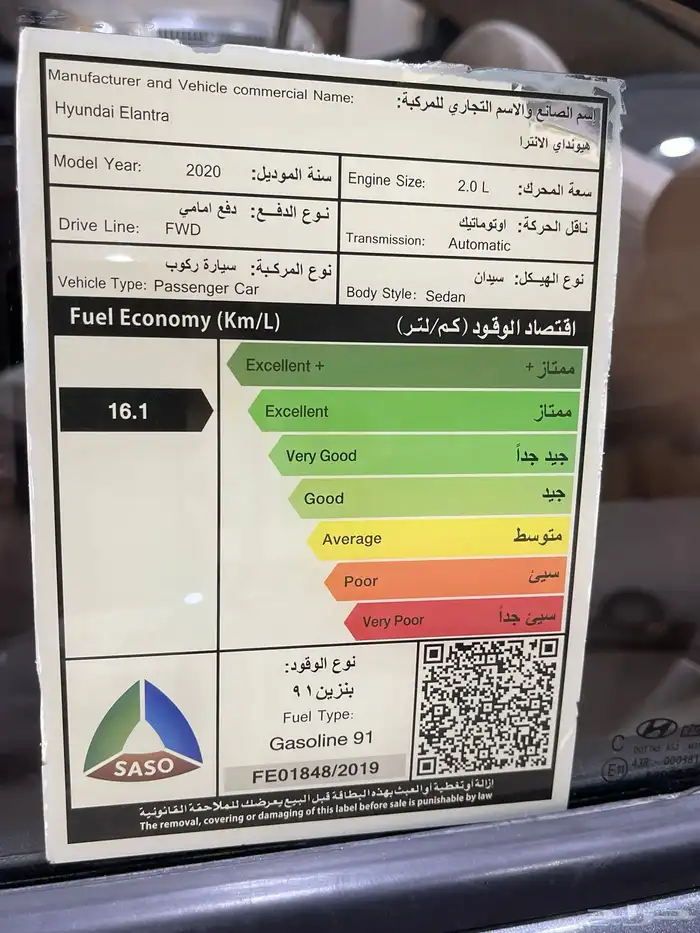 Manufacturer and Vehicle commercial Name:
إسم الصانع والاسم التجاري للمركبة:
Hyundai Elantra
هيونداي الانترا
Model Year: 2020 سنة الموديل:
Engine Size: 2.0 L سعة المحرك:
نوع الدفع: دفع امامي
Drive Line: FWD
ناقل الحركة: اوتوماتيك
Transmission: Automatic
نوع المركبة: سيارة ركوب
Vehicle Type: Passenger Car
نوع الهيكل: سيدان
Body Style: Sedan
Fuel Economy (Km/L) اقتصاد الوقود (كم/لتر)
Excellent + ممتاز +
16.1
Excellent ممتاز
Very Good جيد جداً
Good جيد
Average متوسط
Poor سيئ
Very Poor سيئ جداً
SASO
نوع الوقود:
بنزين ٩١
Fuel Type:
Gasoline 91
FE01848/2019
إزالة أو تغطية أو العبث بهذه البطاقة قبل البيع يعرضك للملاحقة القانونية
The removal, covering or damaging of this label before sale is punishable by law